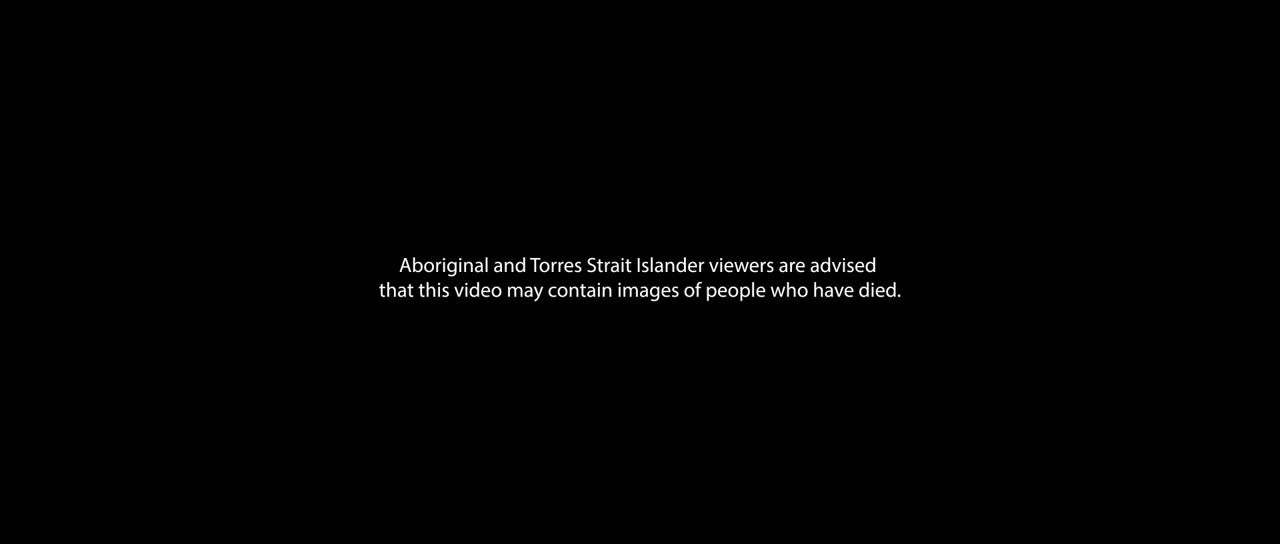 Aboriginal and Torres Strait Islander viewers are advised
that this video may contain images of people who have died.